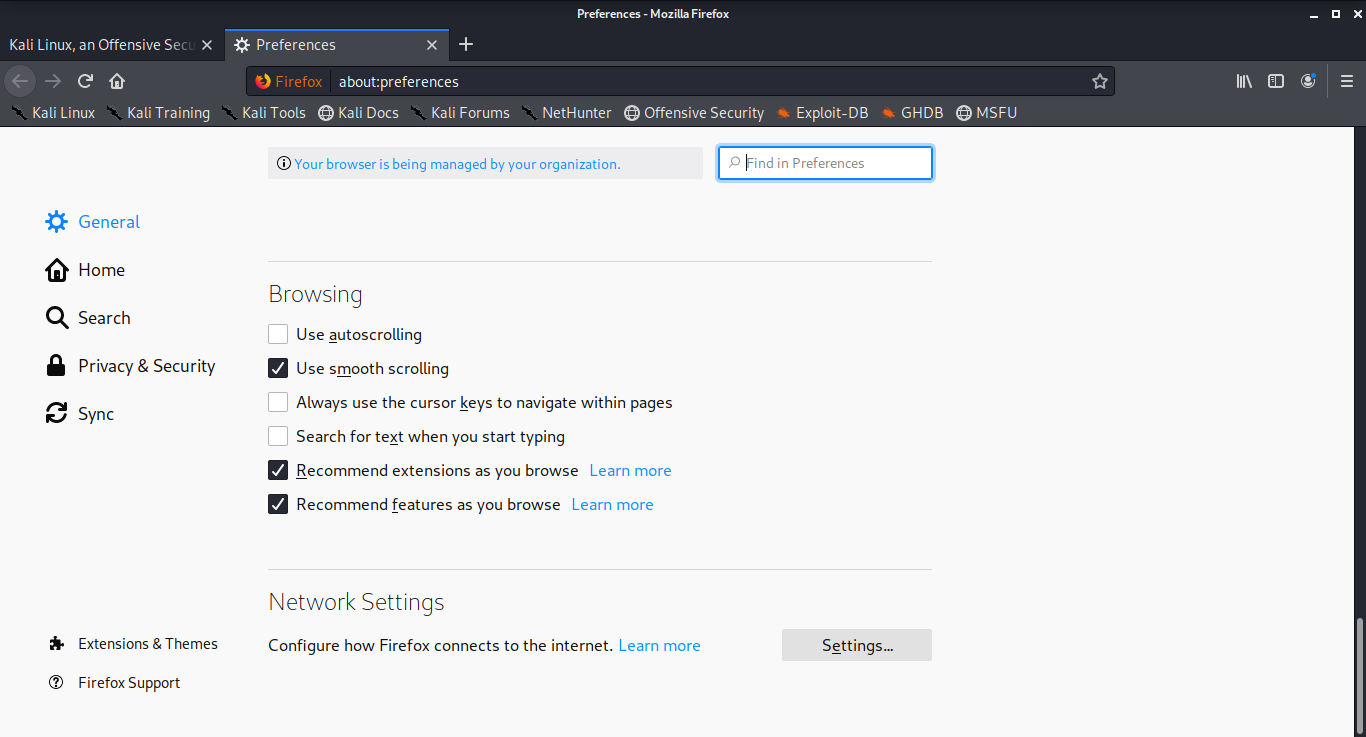 Preferences - Mozilla Firefox
Kali Linux, an Offensive Secu
Preferences
Firefox about:preferences
Kali Linux Kali Training Kali Tools Kali Docs Kali Forums NetHunter Offensive Security Exploit-DB GHDB MSFU
Your browser is being managed by your organization.
Find in Preferences
General
Home
Search
Privacy & Security
Sync
Extensions & Themes
Firefox Support
Browsing
Use autoscrolling
Use smooth scrolling
Always use the cursor keys to navigate within pages
Search for text when you start typing
Recommend extensions as you browse Learn more
Recommend features as you browse Learn more
Network Settings
Configure how Firefox connects to the internet. Learn more
Settings...